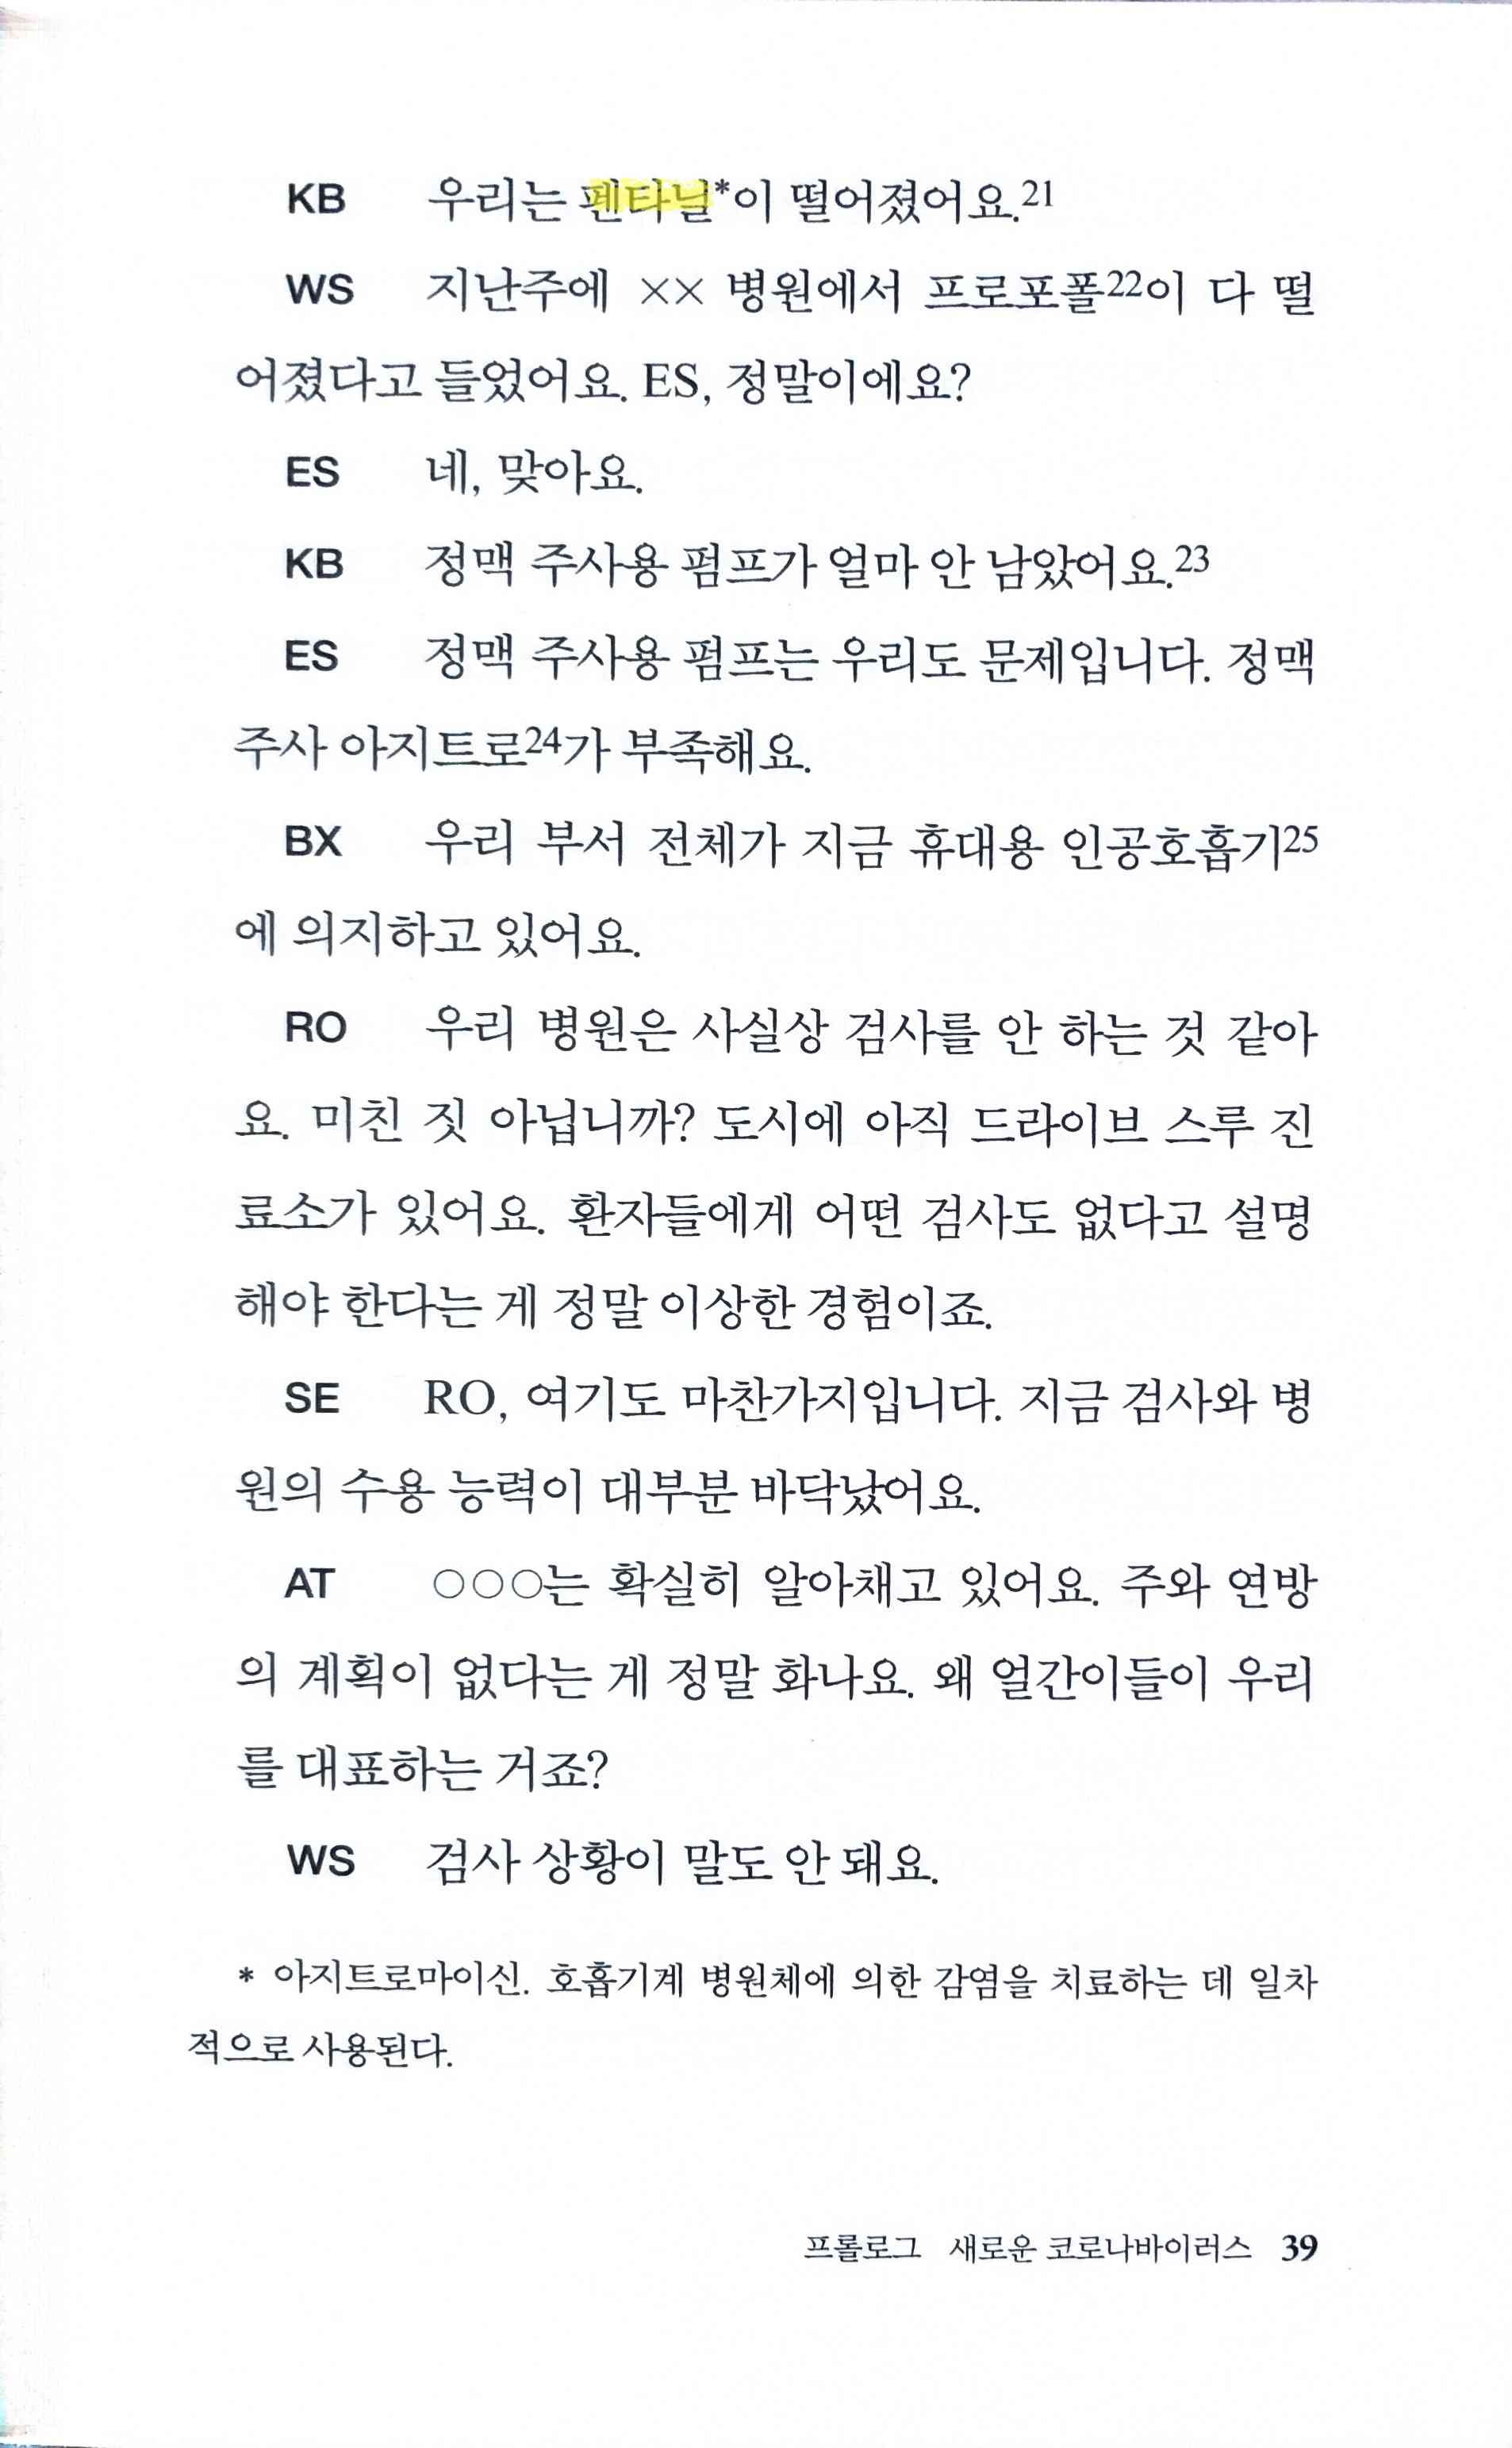 KB 우리는 펜타닐*이 떨어졌어요.21
WS 지난주에 ×× 병원에서 프로포폴22이 다 떨
어졌다고 들었어요. ES, 정말이에요?
ES 네, 맞아요.
KB 정맥 주사용 펌프가 얼마 안 남았어요.23
ES 정맥 주사용 펌프는 우리도 문제입니다. 정맥
주사 아지트로24가 부족해요.
BX 우리 부서 전체가 지금 휴대용 인공호흡기25
에 의지하고 있어요.
RO 우리 병원은 사실상 검사를 안 하는 것 같아
요. 미친 짓 아닙니까? 도시에 아직 드라이브 스루 진
료소가 있어요. 환자들에게 어떤 검사도 없다고 설명
해야 한다는 게 정말 이상한 경험이죠.
SE RO, 여기도 마찬가지입니다. 지금 검사와 병
원의 수용 능력이 대부분 바닥났어요.
AT ○○○는 확실히 알아채고 있어요. 주와 연방
의 계획이 없다는 게 정말 화나요. 왜 얼간이들이 우리
를 대표하는 거죠?
WS 검사 상황이 말도 안 돼요.
* 아지트로마이신. 호흡기계 병원체에 의한 감염을 치료하는 데 일차
적으로 사용된다.
프롤로그 새로운 코로나바이러스 39